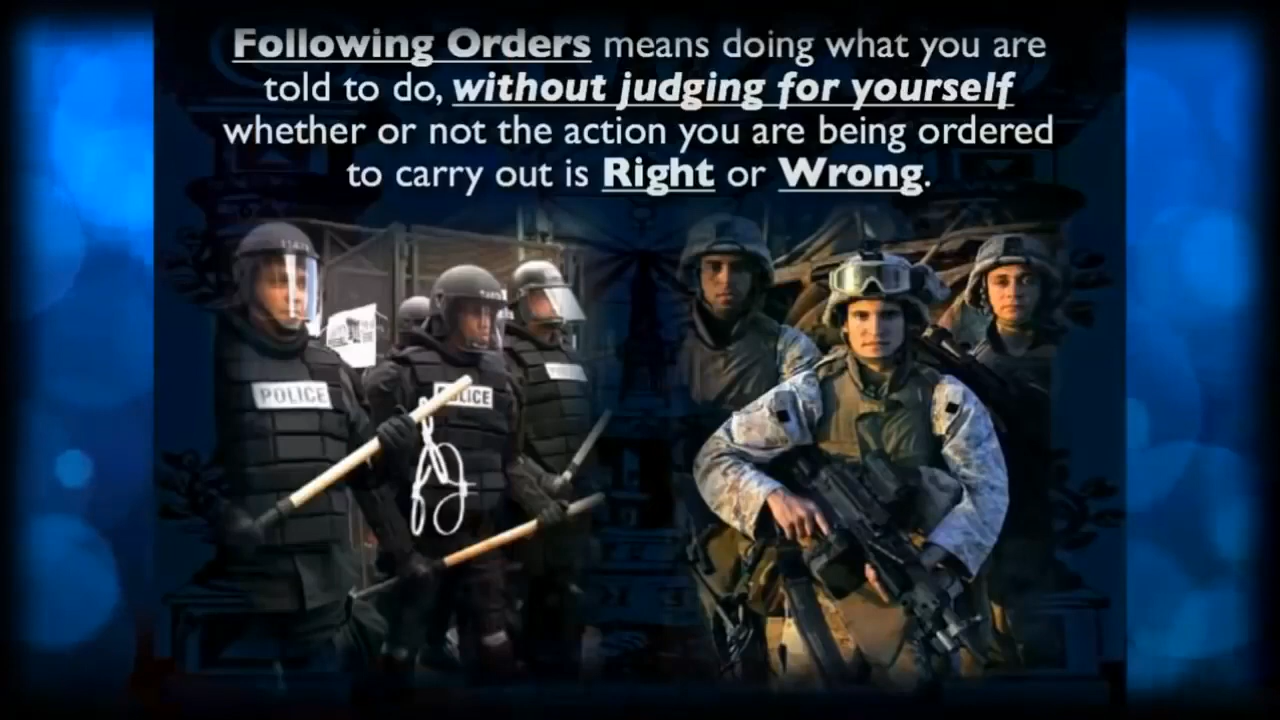 Following Orders means doing what you are
told to do, without judging for yourself
whether or not the action you are being ordered
to carry out is Right or Wrong.
POLICE
POLICE